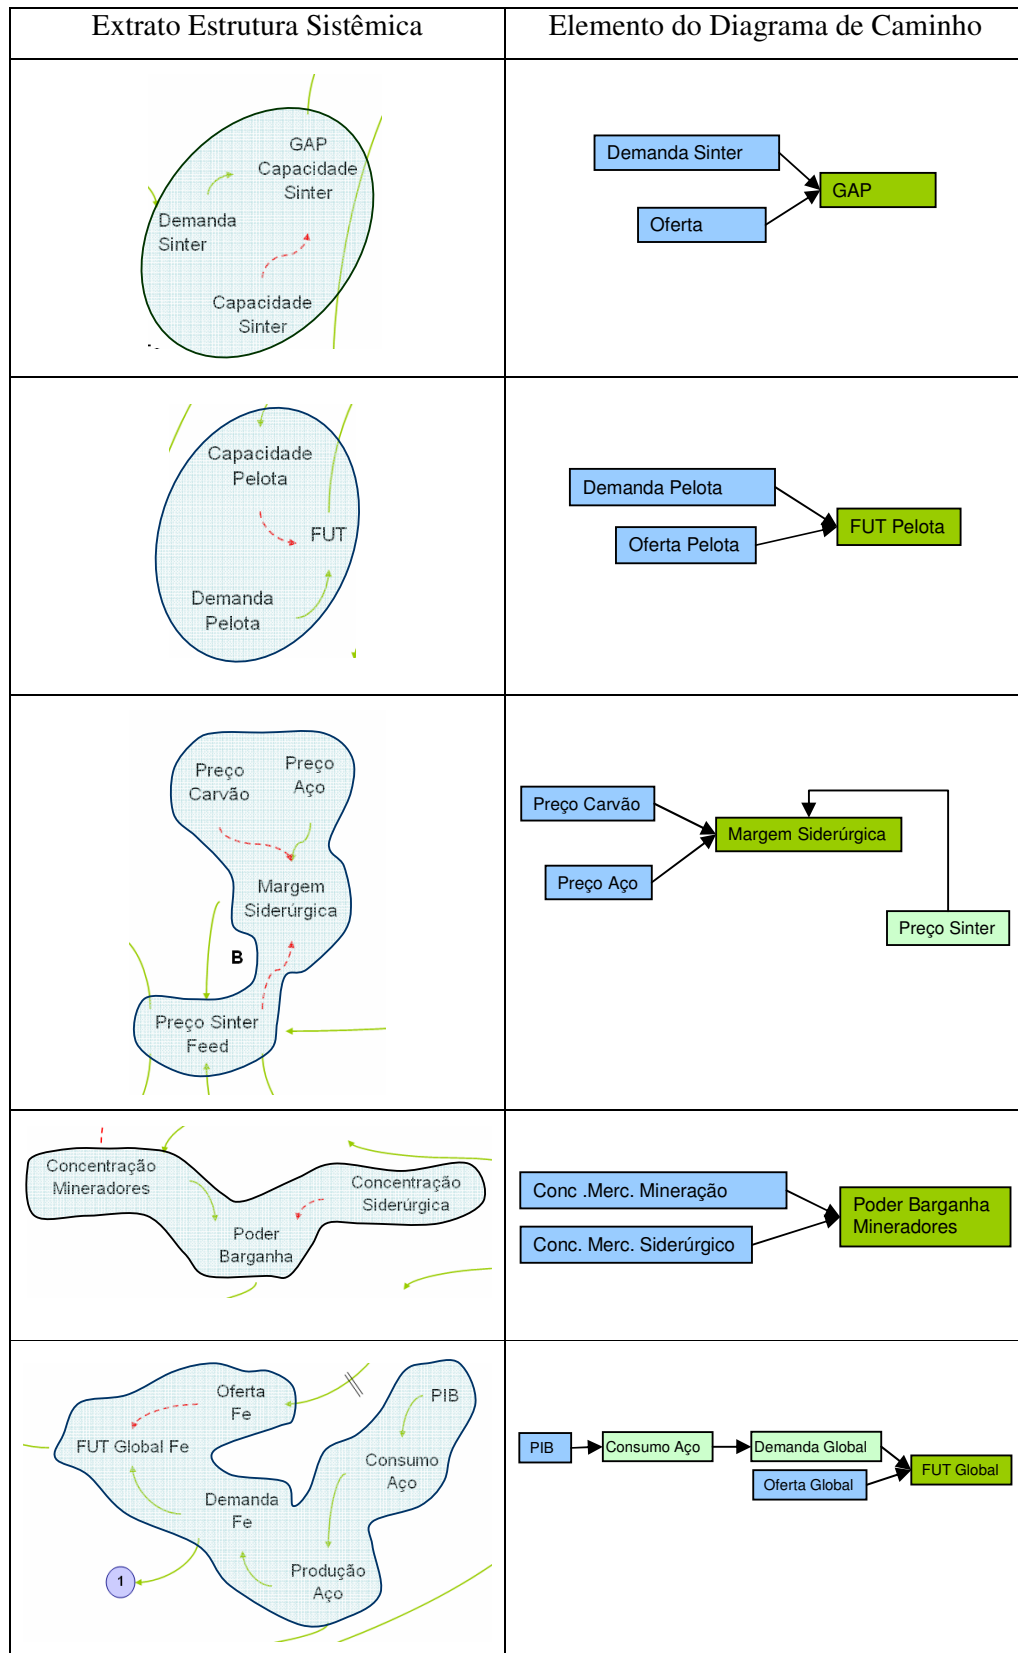 Extrato Estrutura Sistêmica
Elemento do Diagrama de Caminho
GAP
Capacidade
Sinter
Demanda
Sinter
Capacidade
Sinter
Demanda Sinter
GAP
Oferta
Capacidade
Pelota
FUT
Demanda
Pelota
Demanda Pelota
FUT Pelota
Oferta Pelota
Preço
Carvão
Preço
Aço
Margem
Siderúrgica
B
Preço Sinter
Feed
Preço Carvão
Margem Siderúrgica
Preço Aço
Preço Sinter
Concentração
Mineradores
Concentração
Siderúrgica
Poder
Barganha
Conc .Merc. Mineração
Poder Barganha
Mineradores
Conc. Merc. Siderúrgico
Oferta
Fe
PIB
FUT Global Fe
Consumo
Aço
Demanda
Fe
Produção
Aço
1
PIB
Consumo Aço
Demanda Global
FUT Global
Oferta Global